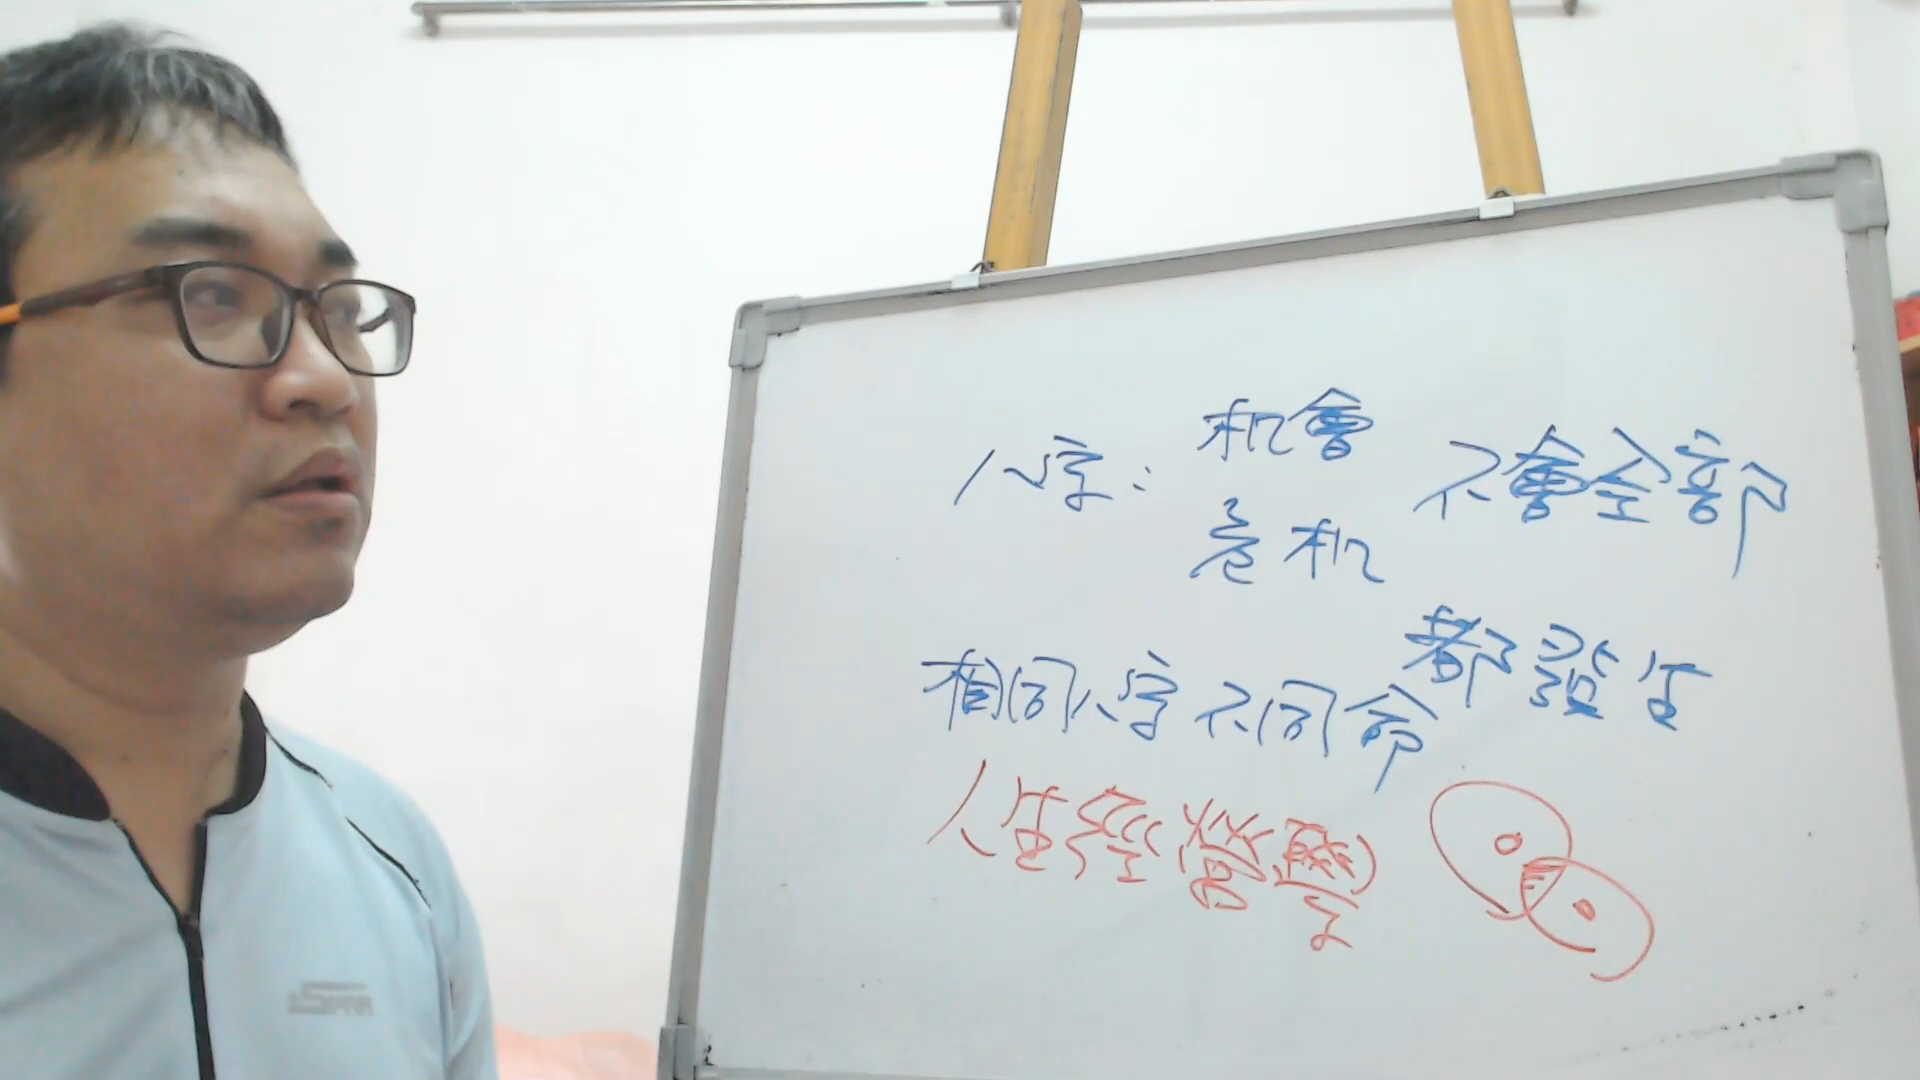 八字：机會
危机
不會全部
都發生
相同八字不同命
人生經營學